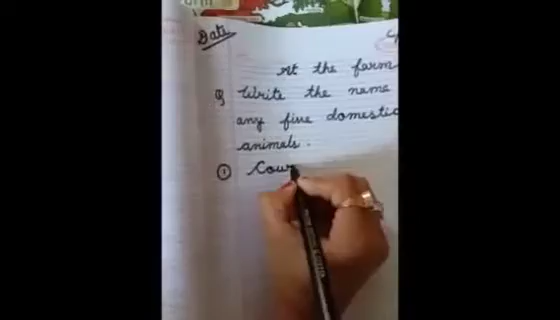 Date
At the farm
Q Write the name
any five domestic
animals.
① Cow